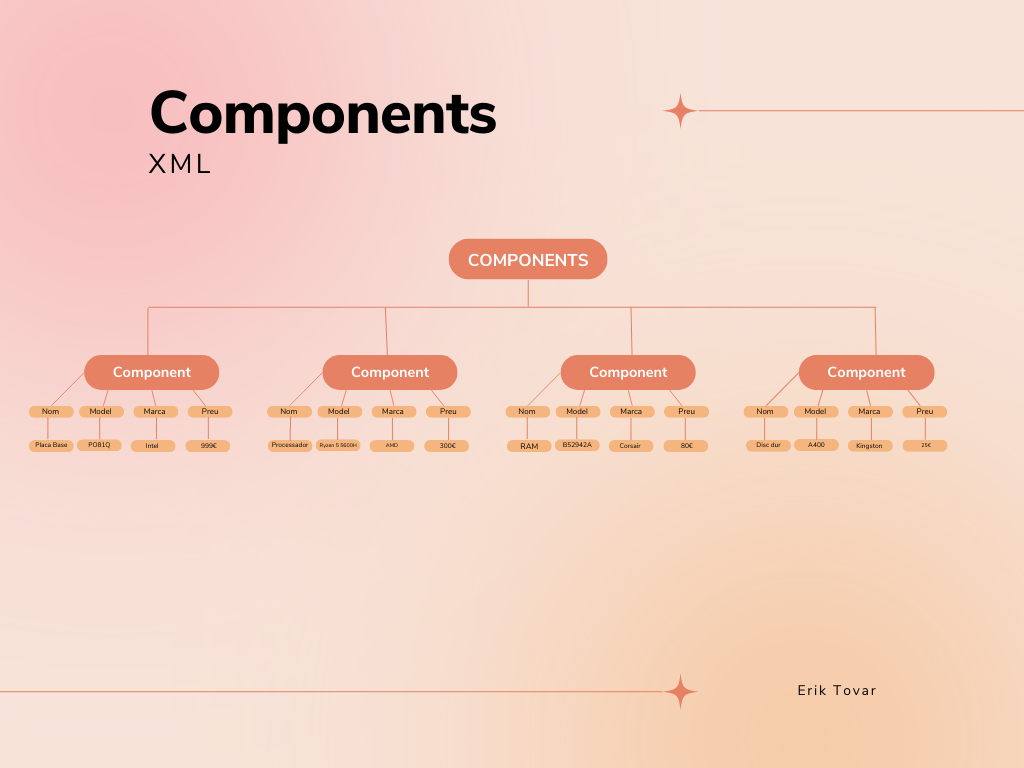 Components
XML
COMPONENTS
Component Component Component Component
Nom Model Marca Preu Nom Model Marca Preu Nom Model Marca Preu Nom Model Marca Preu
Placa Base PO81Q Intel 999€ Processador Ryzen 5 5600H AMD 300€ RAM B52942A Corsair 80€ Disc dur A400 Kingston 25€
Erik Tovar